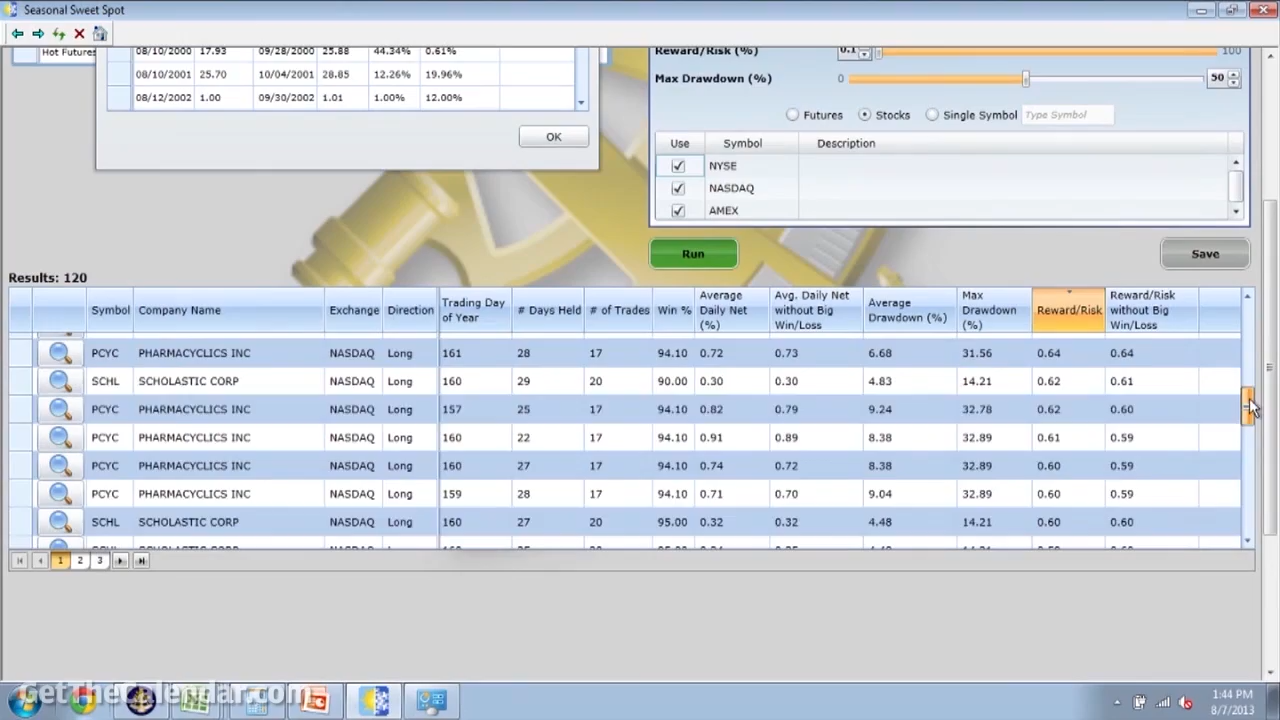 Seasonal Sweet Spot
Hot Futures
08/10/2000 17.93 09/28/2000 25.88 44.34% 0.61%
08/10/2001 25.70 10/04/2001 28.85 12.26% 19.96%
08/12/2002 1.00 09/30/2002 1.01 1.00% 12.00%
OK
Reward/Risk (%) 0.1 100
Max Drawdown (%) 0 50
Futures Stocks Single Symbol Type Symbol
Use Symbol Description
NYSE
NASDAQ
AMEX
Run Save
Results: 120
Symbol Company Name Exchange Direction Trading Day of Year # Days Held # of Trades Win % Average Daily Net (%) Avg. Daily Net without Big Win/Loss Average Drawdown (%) Max Drawdown (%) Reward/Risk Reward/Risk without Big Win/Loss
PCYC PHARMACYCLICS INC NASDAQ Long 161 28 17 94.10 0.72 0.73 6.68 31.56 0.64 0.64
SCHL SCHOLASTIC CORP NASDAQ Long 160 29 20 90.00 0.30 0.30 4.83 14.21 0.62 0.61
PCYC PHARMACYCLICS INC NASDAQ Long 157 25 17 94.10 0.82 0.79 9.24 32.78 0.62 0.60
PCYC PHARMACYCLICS INC NASDAQ Long 160 22 17 94.10 0.91 0.89 8.38 32.89 0.61 0.59
PCYC PHARMACYCLICS INC NASDAQ Long 160 27 17 94.10 0.74 0.72 8.38 32.89 0.60 0.59
PCYC PHARMACYCLICS INC NASDAQ Long 159 28 17 94.10 0.71 0.70 9.04 32.89 0.60 0.59
SCHL SCHOLASTIC CORP NASDAQ Long 160 27 20 95.00 0.32 0.32 4.48 14.21 0.60 0.60
1 2 3
GetTheCalendar.com
1:44 PM
8/7/2013